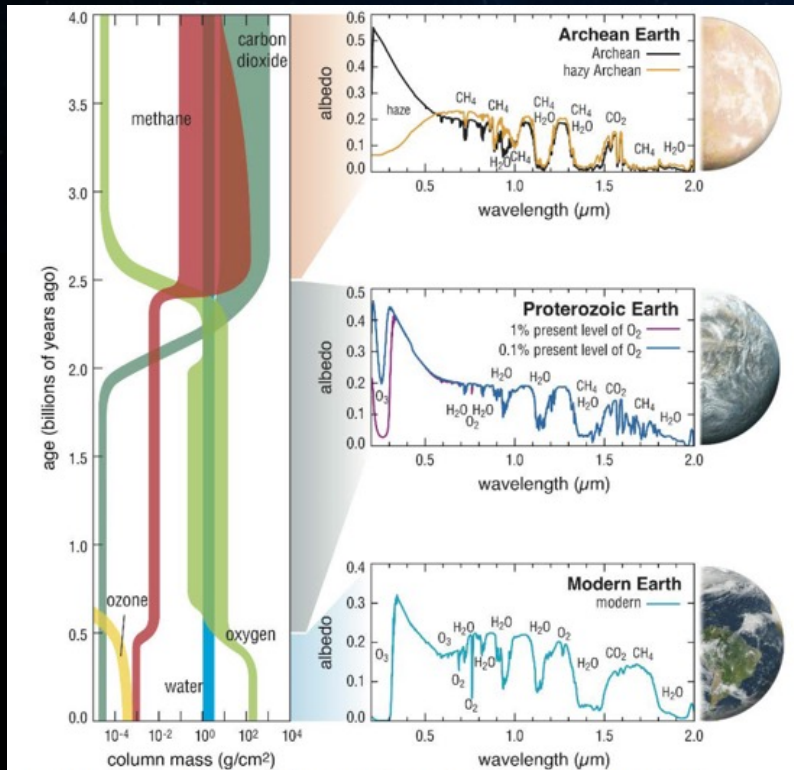 4.0
3.5
3.0
2.5
2.0
1.5
1.0
0.5
0.0
age (billions of years ago)
carbon
dioxide
methane
ozone
oxygen
water
10⁻⁴
10⁻²
10⁰
10²
10⁴
column mass (g/cm²)
Archean Earth
Archean
hazy Archean
albedo
0.6
0.5
0.4
0.3
0.2
0.1
0.0
haze
CH₄
CH₄
CH₄
H₂O
CH₄
H₂O
CO₂
CH₄
H₂O
H₂O
CH₄
0.5
1.0
1.5
2.0
wavelength (µm)
Proterozoic Earth
1% present level of O₂
0.1% present level of O₂
albedo
0.5
0.4
0.3
0.2
0.1
0.0
O₃
H₂O
O₂
H₂O
H₂O
H₂O
CH₄
H₂O
CO₂
CH₄
H₂O
0.5
1.0
1.5
2.0
wavelength (µm)
Modern Earth
modern
albedo
0.4
0.3
0.2
0.1
0.0
O₃
O₃
H₂O
O₂
O₂
H₂O
H₂O
H₂O
O₂
H₂O
CO₂
CH₄
H₂O
0.5
1.0
1.5
2.0
wavelength (µm)